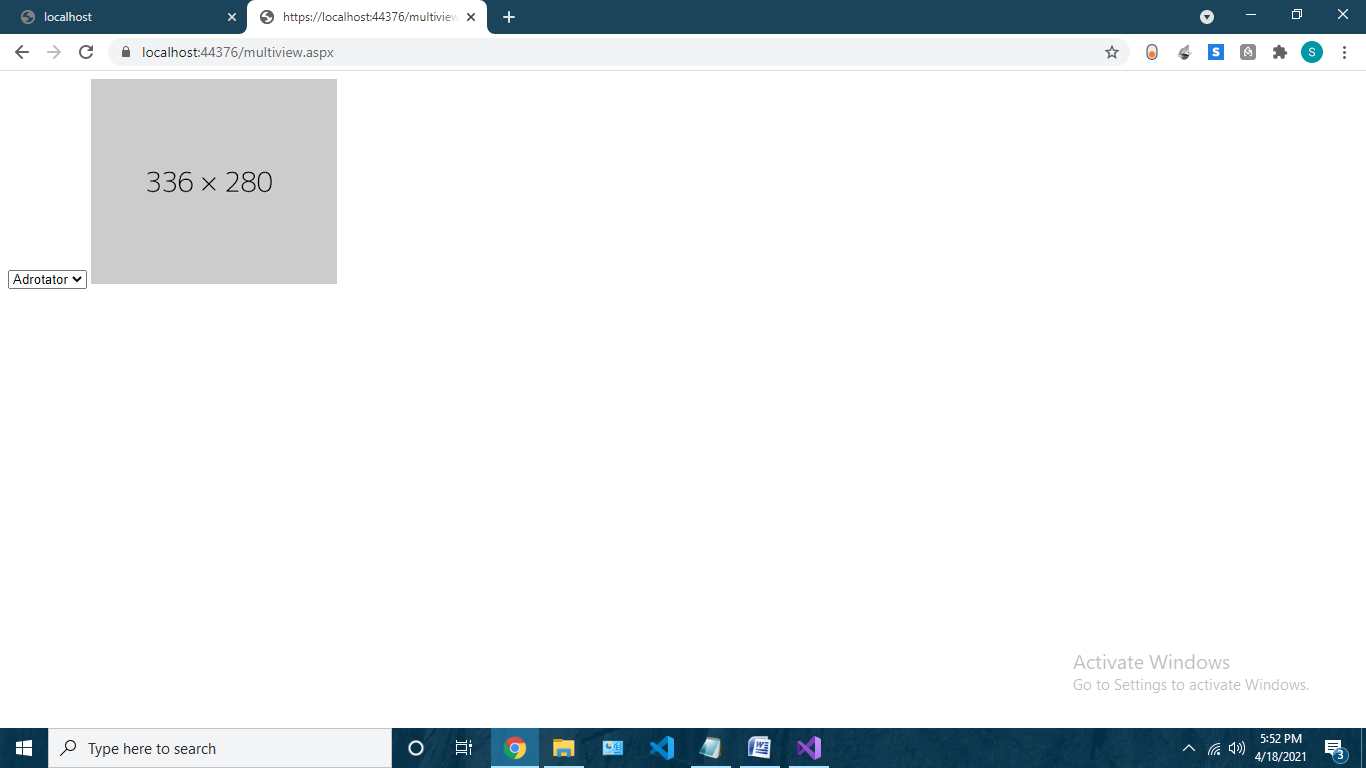 localhost
https://localhost:44376/multiview
localhost:44376/multiview.aspx
S
S
336 × 280
Adrotator
Activate Windows
Go to Settings to activate Windows.
Type here to search
5:52 PM
4/18/2021
3